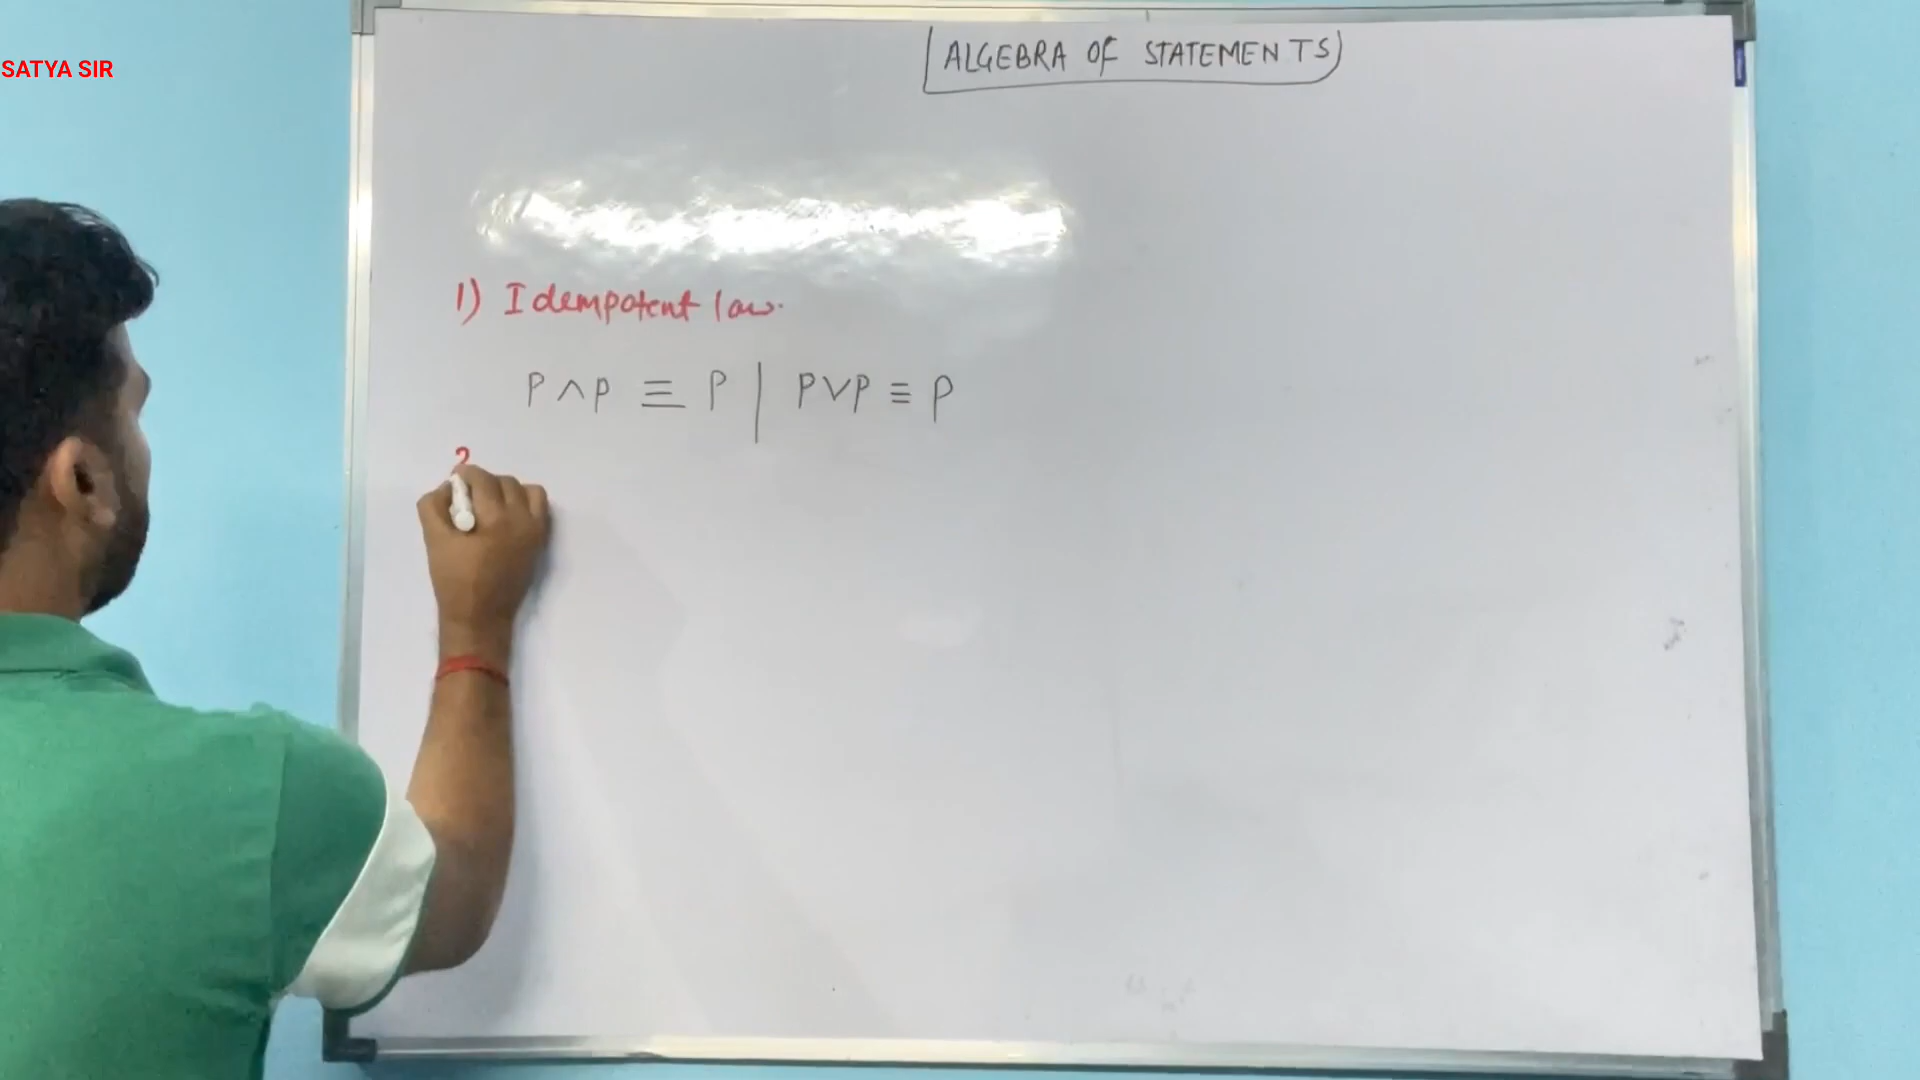 SATYA SIR
ALGEBRA OF STATEMENTS
1) Idempotent law.
P ∧ P ≡ P | P ∨ P ≡ P
2